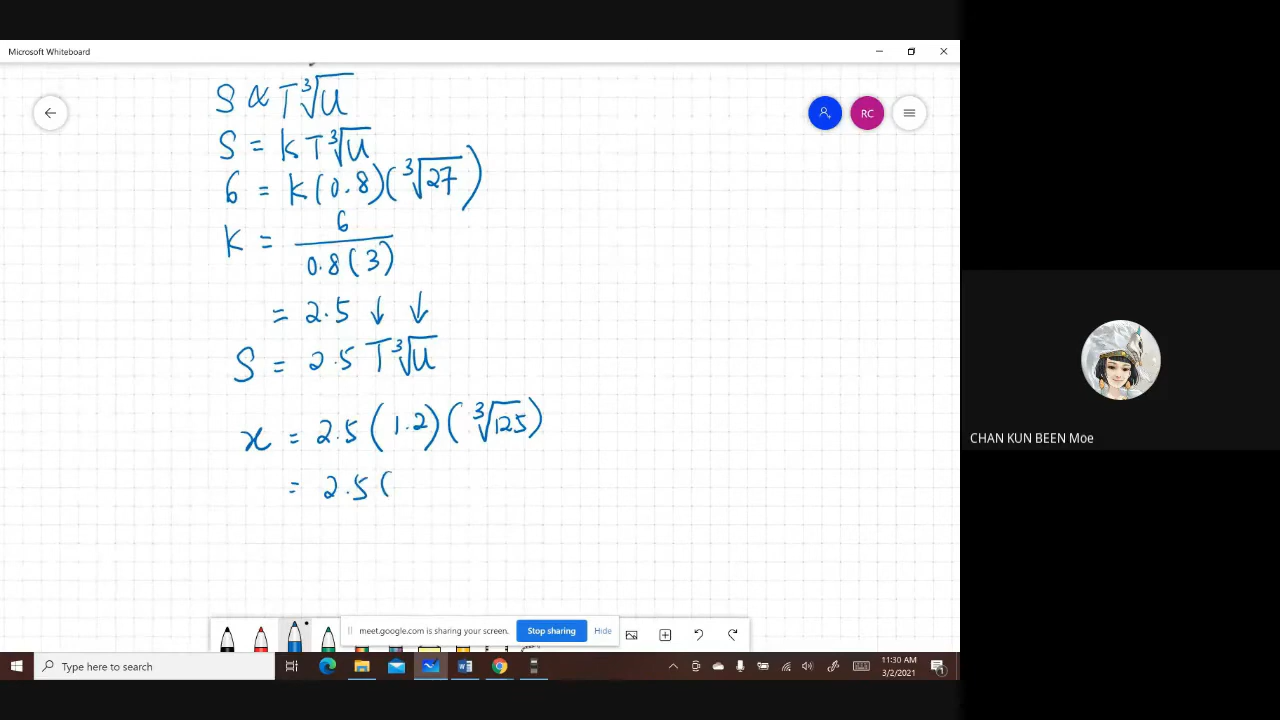 Microsoft Whiteboard
S ∝ T∛U
RC
S = kT∛U
6 = k(0.8)(∛27)
k = 6/0.8(3)
= 2.5 ↓ ↓
S = 2.5 T∛U
x = 2.5(1.2)(∛125)
= 2.5(
CHAN KUN BEEN Moe
meet.google.com is sharing your screen. Stop sharing Hide
Type here to search
11:30 AM
3/2/2021